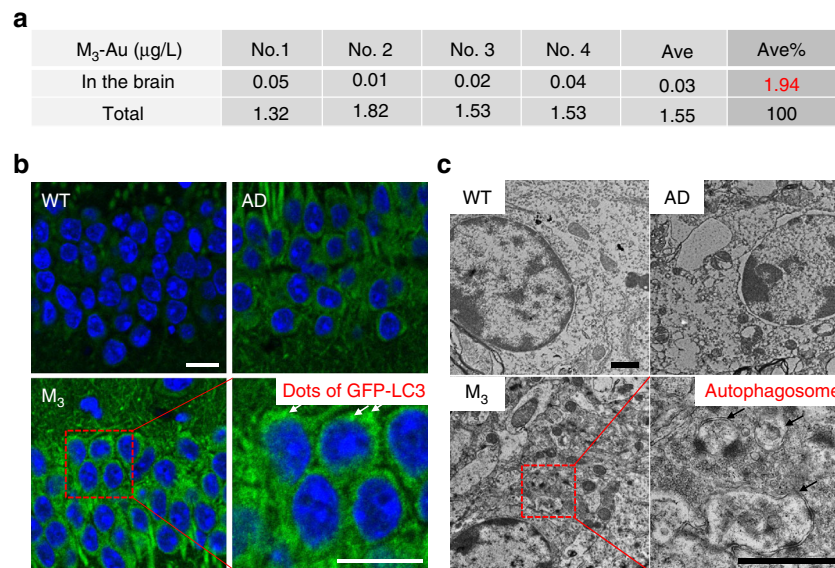 a
M₃-Au (μg/L) No.1 No. 2 No. 3 No. 4 Ave Ave%
In the brain 0.05 0.01 0.02 0.04 0.03 1.94
Total 1.32 1.82 1.53 1.53 1.55 100
b
WT
AD
M₃
Dots of GFP-LC3
c
WT
AD
M₃
Autophagosome